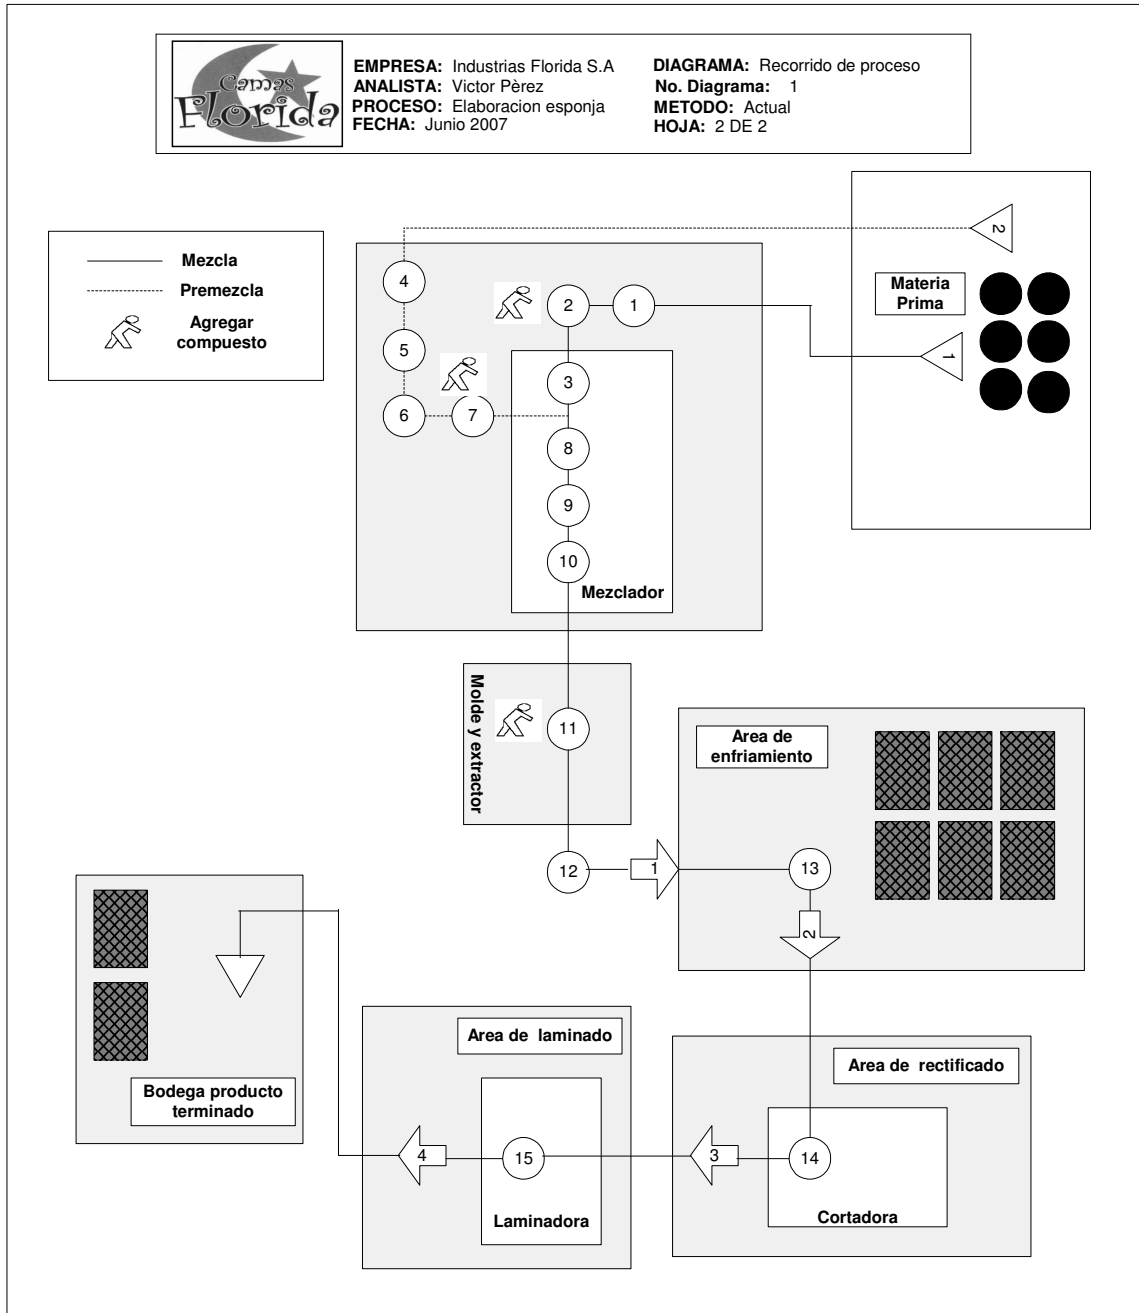 Camas
Florida
EMPRESA: Industrias Florida S.A
ANALISTA: Victor Pèrez
PROCESO: Elaboracion esponja
FECHA: Junio 2007
DIAGRAMA: Recorrido de proceso
No. Diagrama: 1
METODO: Actual
HOJA: 2 DE 2
Mezcla
Premezcla
Agregar
compuesto
2
Materia
Prima
1
4
2
1
5
3
6
7
8
9
10
Mezclador
Molde y extractor
11
Area de
enfriamiento
12
1
13
2
Bodega producto
terminado
Area de laminado
4
15
Laminadora
Area de rectificado
3
14
Cortadora